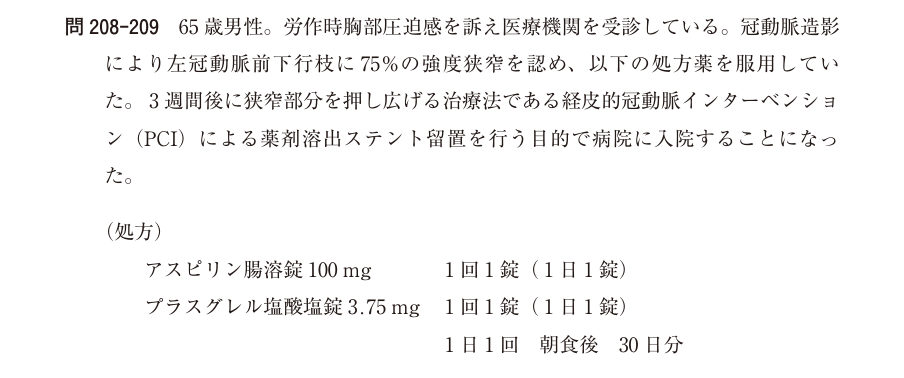 問 208−209　65 歳男性。労作時胸部圧迫感を訴え医療機関を受診している。冠動脈造影
により左冠動脈前下行枝に 75％の強度狭窄を認め、以下の処方薬を服用してい
た。3 週間後に狭窄部分を押し広げる治療法である経皮的冠動脈インターベンショ
ン（PCI）による薬剤溶出ステント留置を行う目的で病院に入院することになっ
た。
（処方）
アスピリン腸溶錠 100 mg　1 回 1 錠（1 日 1 錠）
プラスグレル塩酸塩錠 3.75 mg　1 回 1 錠（1 日 1 錠）
1 日 1 回　朝食後　30 日分